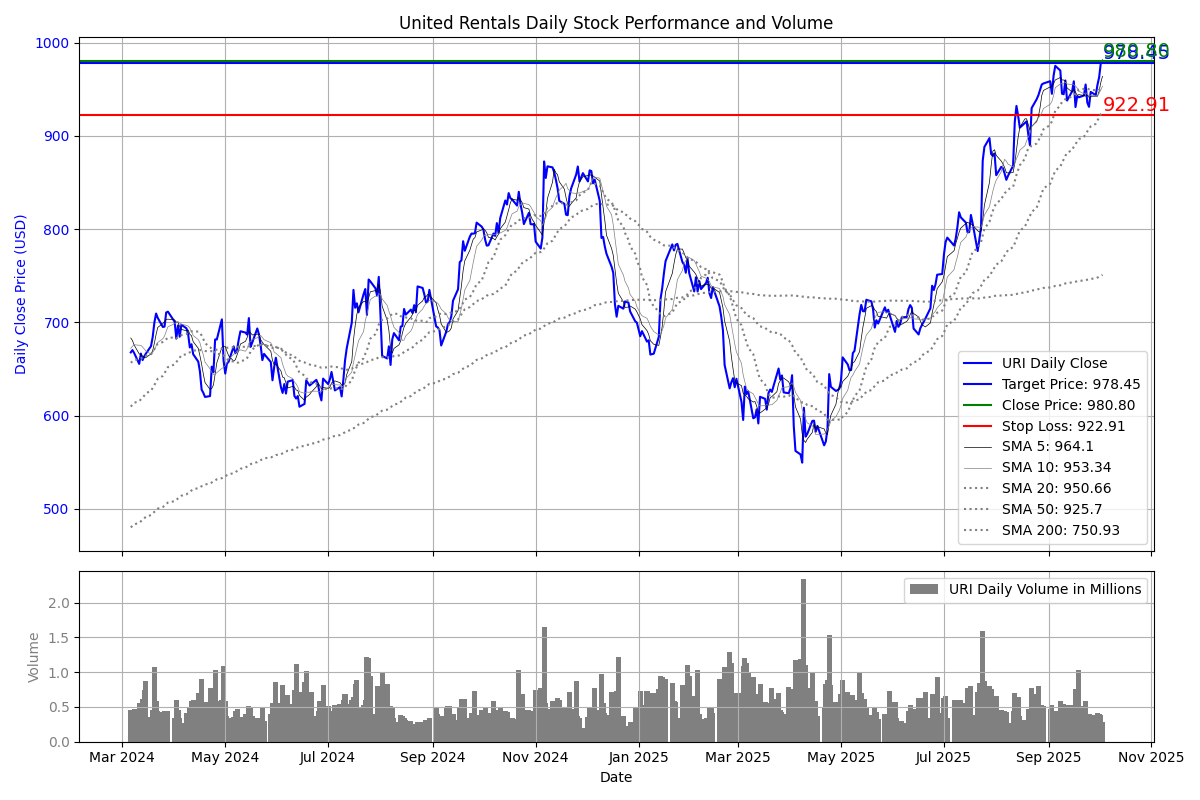 United Rentals Daily Stock Performance and Volume
1000
900
800
700
600
500
Daily Close Price (USD)
980.80
978.45
922.91
URI Daily Close
Target Price: 978.45
Close Price: 980.80
Stop Loss: 922.91
SMA 5: 964.1
SMA 10: 953.34
SMA 20: 950.66
SMA 50: 925.7
SMA 200: 750.93
URI Daily Volume in Millions
2.0
1.5
1.0
0.5
0.0
Volume
Mar 2024 May 2024 Jul 2024 Sep 2024 Nov 2024 Jan 2025 Mar 2025 May 2025 Jul 2025 Sep 2025 Nov 2025
Date